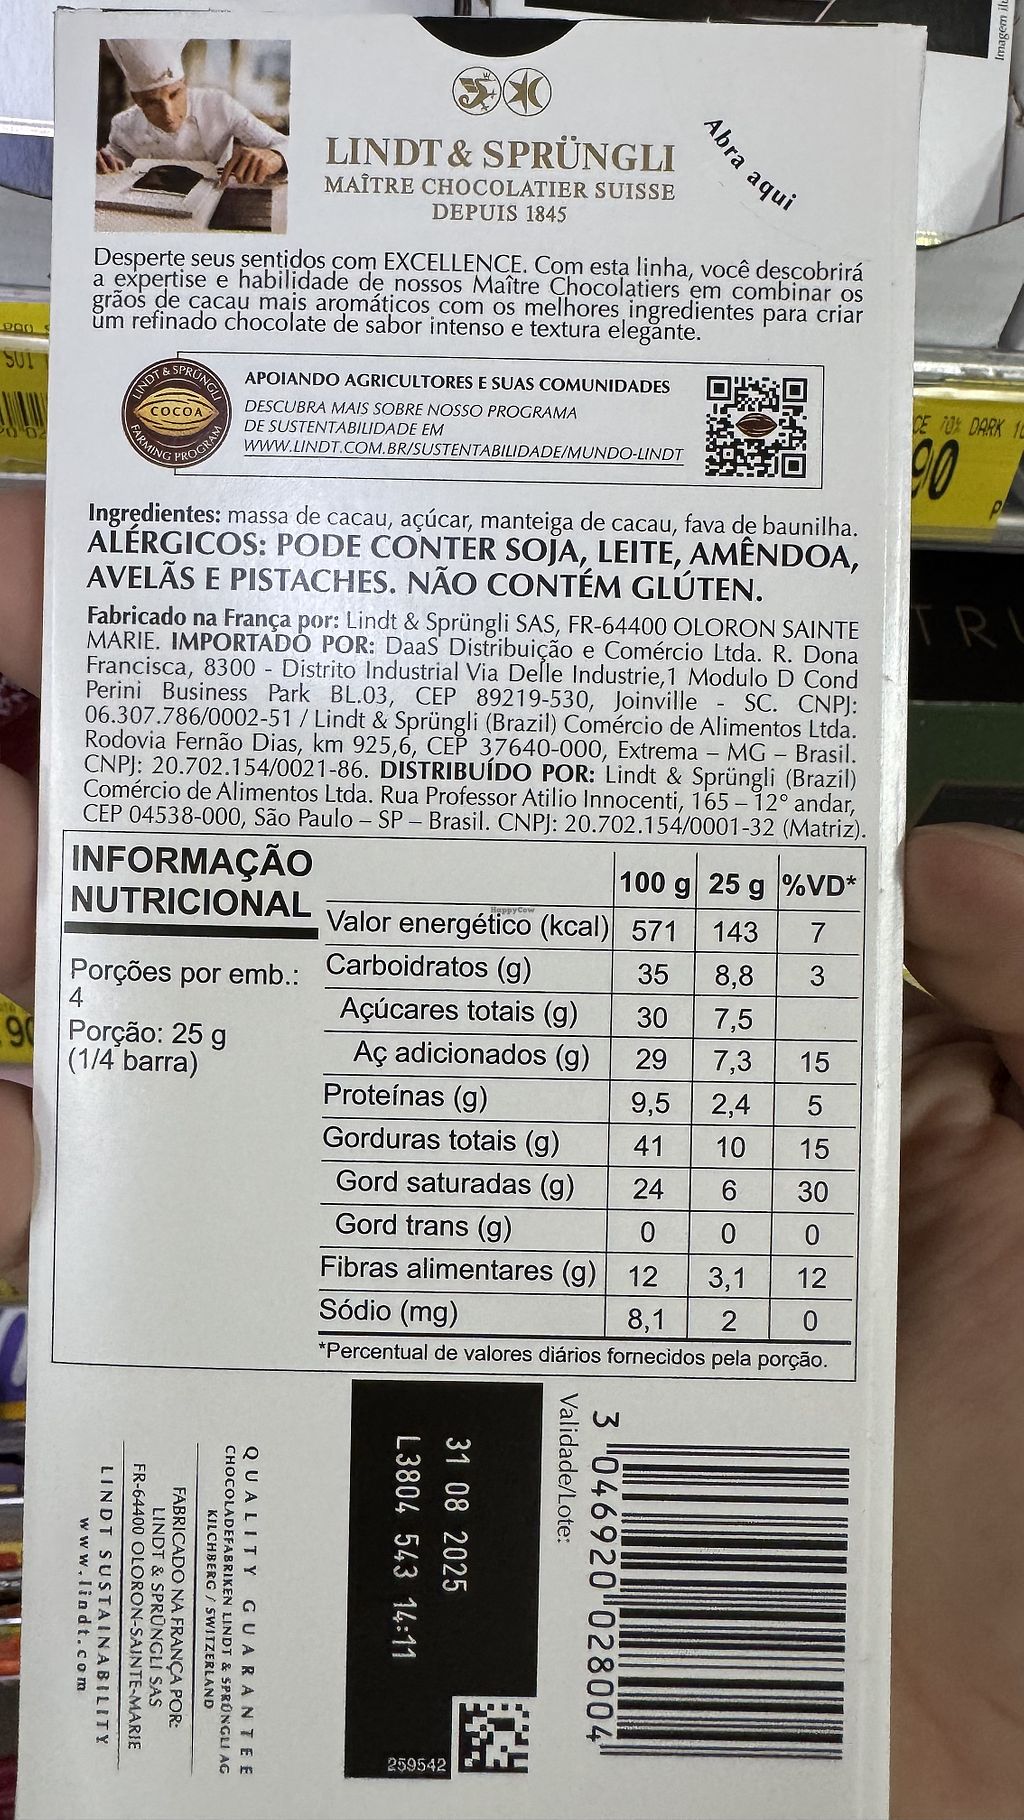 LINDT & SPRÜNGLI
MAÎTRE CHOCOLATIER SUISSE
DEPUIS 1845
Abra aqui
Desperte seus sentidos com EXCELLENCE. Com esta linha, você descobrirá
a expertise e habilidade de nossos Maître Chocolatiers em combinar os
grãos de cacau mais aromáticos com os melhores ingredientes para criar
um refinado chocolate de sabor intenso e textura elegante.
LINDT & SPRÜNGLI
COCOA
FARMING PROGRAM
APOIANDO AGRICULTORES E SUAS COMUNIDADES
DESCUBRA MAIS SOBRE NOSSO PROGRAMA
DE SUSTENTABILIDADE EM
WWW.LINDT.COM.BR/SUSTENTABILIDADE/MUNDO-LINDT
Ingredientes: massa de cacau, açúcar, manteiga de cacau, fava de baunilha.
ALÉRGICOS: PODE CONTER SOJA, LEITE, AMÊNDOA,
AVELÃS E PISTACHES. NÃO CONTÉM GLÚTEN.
Fabricado na França por: Lindt & Sprüngli SAS, FR-64400 OLORON SAINTE
MARIE. IMPORTADO POR: DaaS Distribuição e Comércio Ltda. R. Dona
Francisca, 8300 - Distrito Industrial Via Delle Industrie,1 Modulo D Cond
Perini Business Park BL.03, CEP 89219-530, Joinville - SC. CNPJ:
06.307.786/0002-51 / Lindt & Sprüngli (Brazil) Comércio de Alimentos Ltda.
Rodovia Fernão Dias, km 925,6, CEP 37640-000, Extrema – MG – Brasil.
CNPJ: 20.702.154/0021-86. DISTRIBUÍDO POR: Lindt & Sprüngli (Brazil)
Comércio de Alimentos Ltda. Rua Professor Atilio Innocenti, 165 – 12° andar,
CEP 04538-000, São Paulo – SP – Brasil. CNPJ: 20.702.154/0001-32 (Matriz).
INFORMAÇÃO
NUTRICIONAL
Porções por emb.:
4
Porção: 25 g
(1/4 barra)
100 g 25 g %VD*
Valor energético (kcal) 571 143 7
Carboidratos (g) 35 8,8 3
Açúcares totais (g) 30 7,5
Aç adicionados (g) 29 7,3 15
Proteínas (g) 9,5 2,4 5
Gorduras totais (g) 41 10 15
Gord saturadas (g) 24 6 30
Gord trans (g) 0 0 0
Fibras alimentares (g) 12 3,1 12
Sódio (mg) 8,1 2 0
*Percentual de valores diários fornecidos pela porção.
HappyCow
QUALITY GUARANTEE
CHOCOLADEFABRIKEN LINDT & SPRÜNGLI AG
KILCHBERG / SWITZERLAND
FABRICADO NA FRANÇA POR:
LINDT & SPRÜNGLI SAS
FR-64400 OLORON-SAINTE-MARIE
LINDT SUSTAINABILITY
www.lindt.com
31 08 2025
L3804 543 14:11
259542
Validade/Lote:
3 046920 028004
70% DARK
90